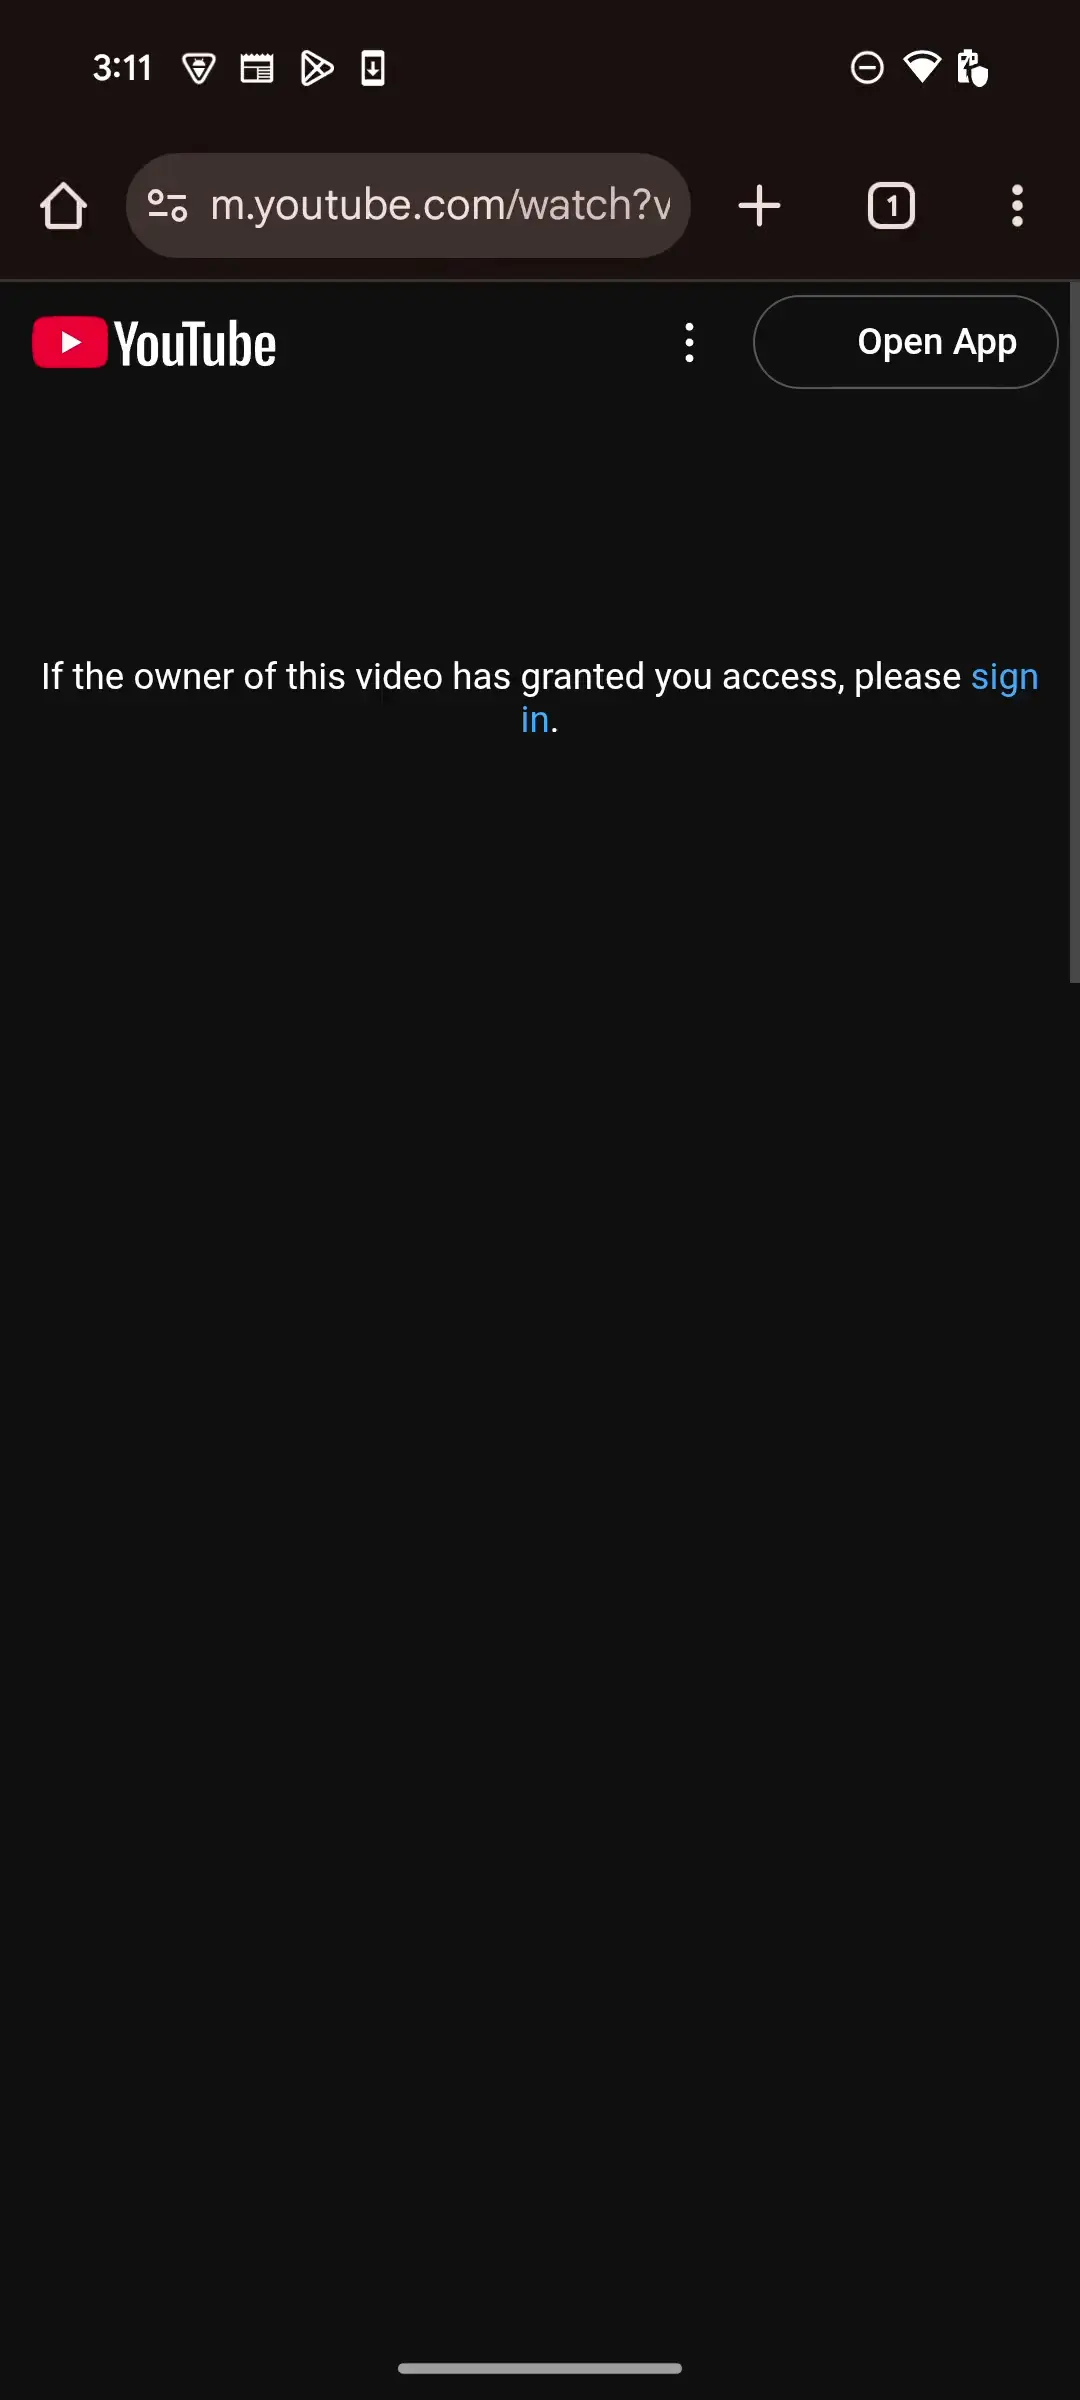 3:11
m.youtube.com/watch?v
1
YouTube
Open App
If the owner of this video has granted you access, please sign
in.